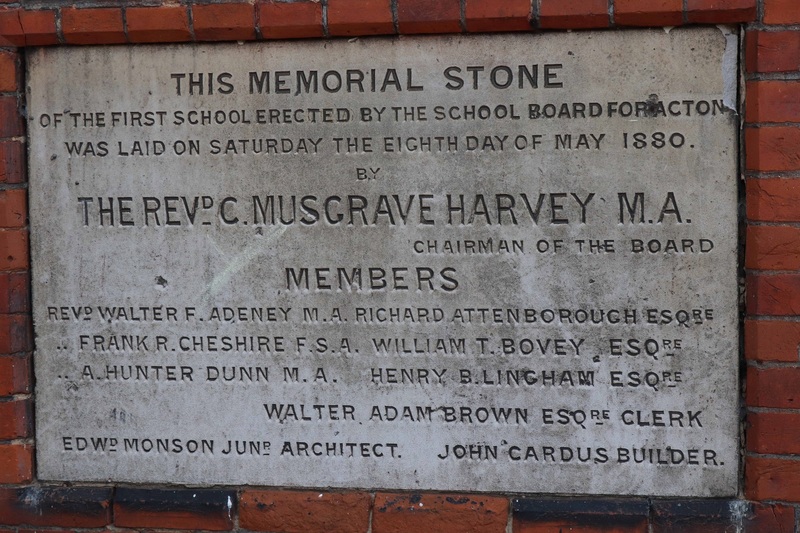 THIS MEMORIAL STONE
OF THE FIRST SCHOOL ERECTED BY THE SCHOOL BOARD FOR ACTON
WAS LAID ON SATURDAY THE EIGHTH DAY OF MAY 1880.
BY
THE REVD C. MUSGRAVE HARVEY M.A.
CHAIRMAN OF THE BOARD
MEMBERS
REVD WALTER F. ADENEY M.A. RICHARD ATTENBOROUGH ESQRE
.. FRANK R. CHESHIRE F.S.A. WILLIAM T. BOVEY ESQRE
.. A. HUNTER DUNN M.A. HENRY B. LINGHAM ESQRE
WALTER ADAM BROWN ESQRE CLERK
EDWD MONSON JUNR ARCHITECT. JOHN CARDUS BUILDER.